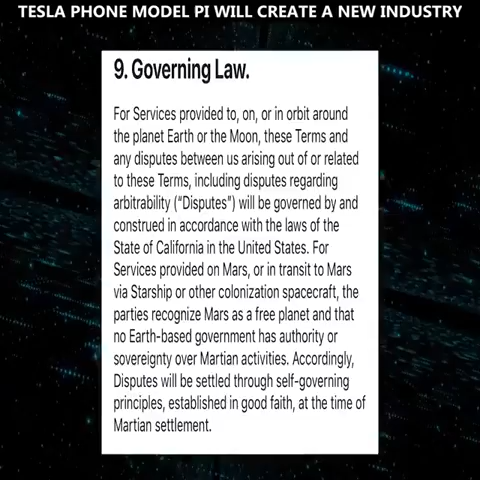 TESLA PHONE MODEL PI WILL CREATE A NEW INDUSTRY
9. Governing Law.
For Services provided to, on, or in orbit around
the planet Earth or the Moon, these Terms and
any disputes between us arising out of or related
to these Terms, including disputes regarding
arbitrability (“Disputes”) will be governed by and
construed in accordance with the laws of the
State of California in the United States. For
Services provided on Mars, or in transit to Mars
via Starship or other colonization spacecraft, the
parties recognize Mars as a free planet and that
no Earth-based government has authority or
sovereignty over Martian activities. Accordingly,
Disputes will be settled through self-governing
principles, established in good faith, at the time of
Martian settlement.